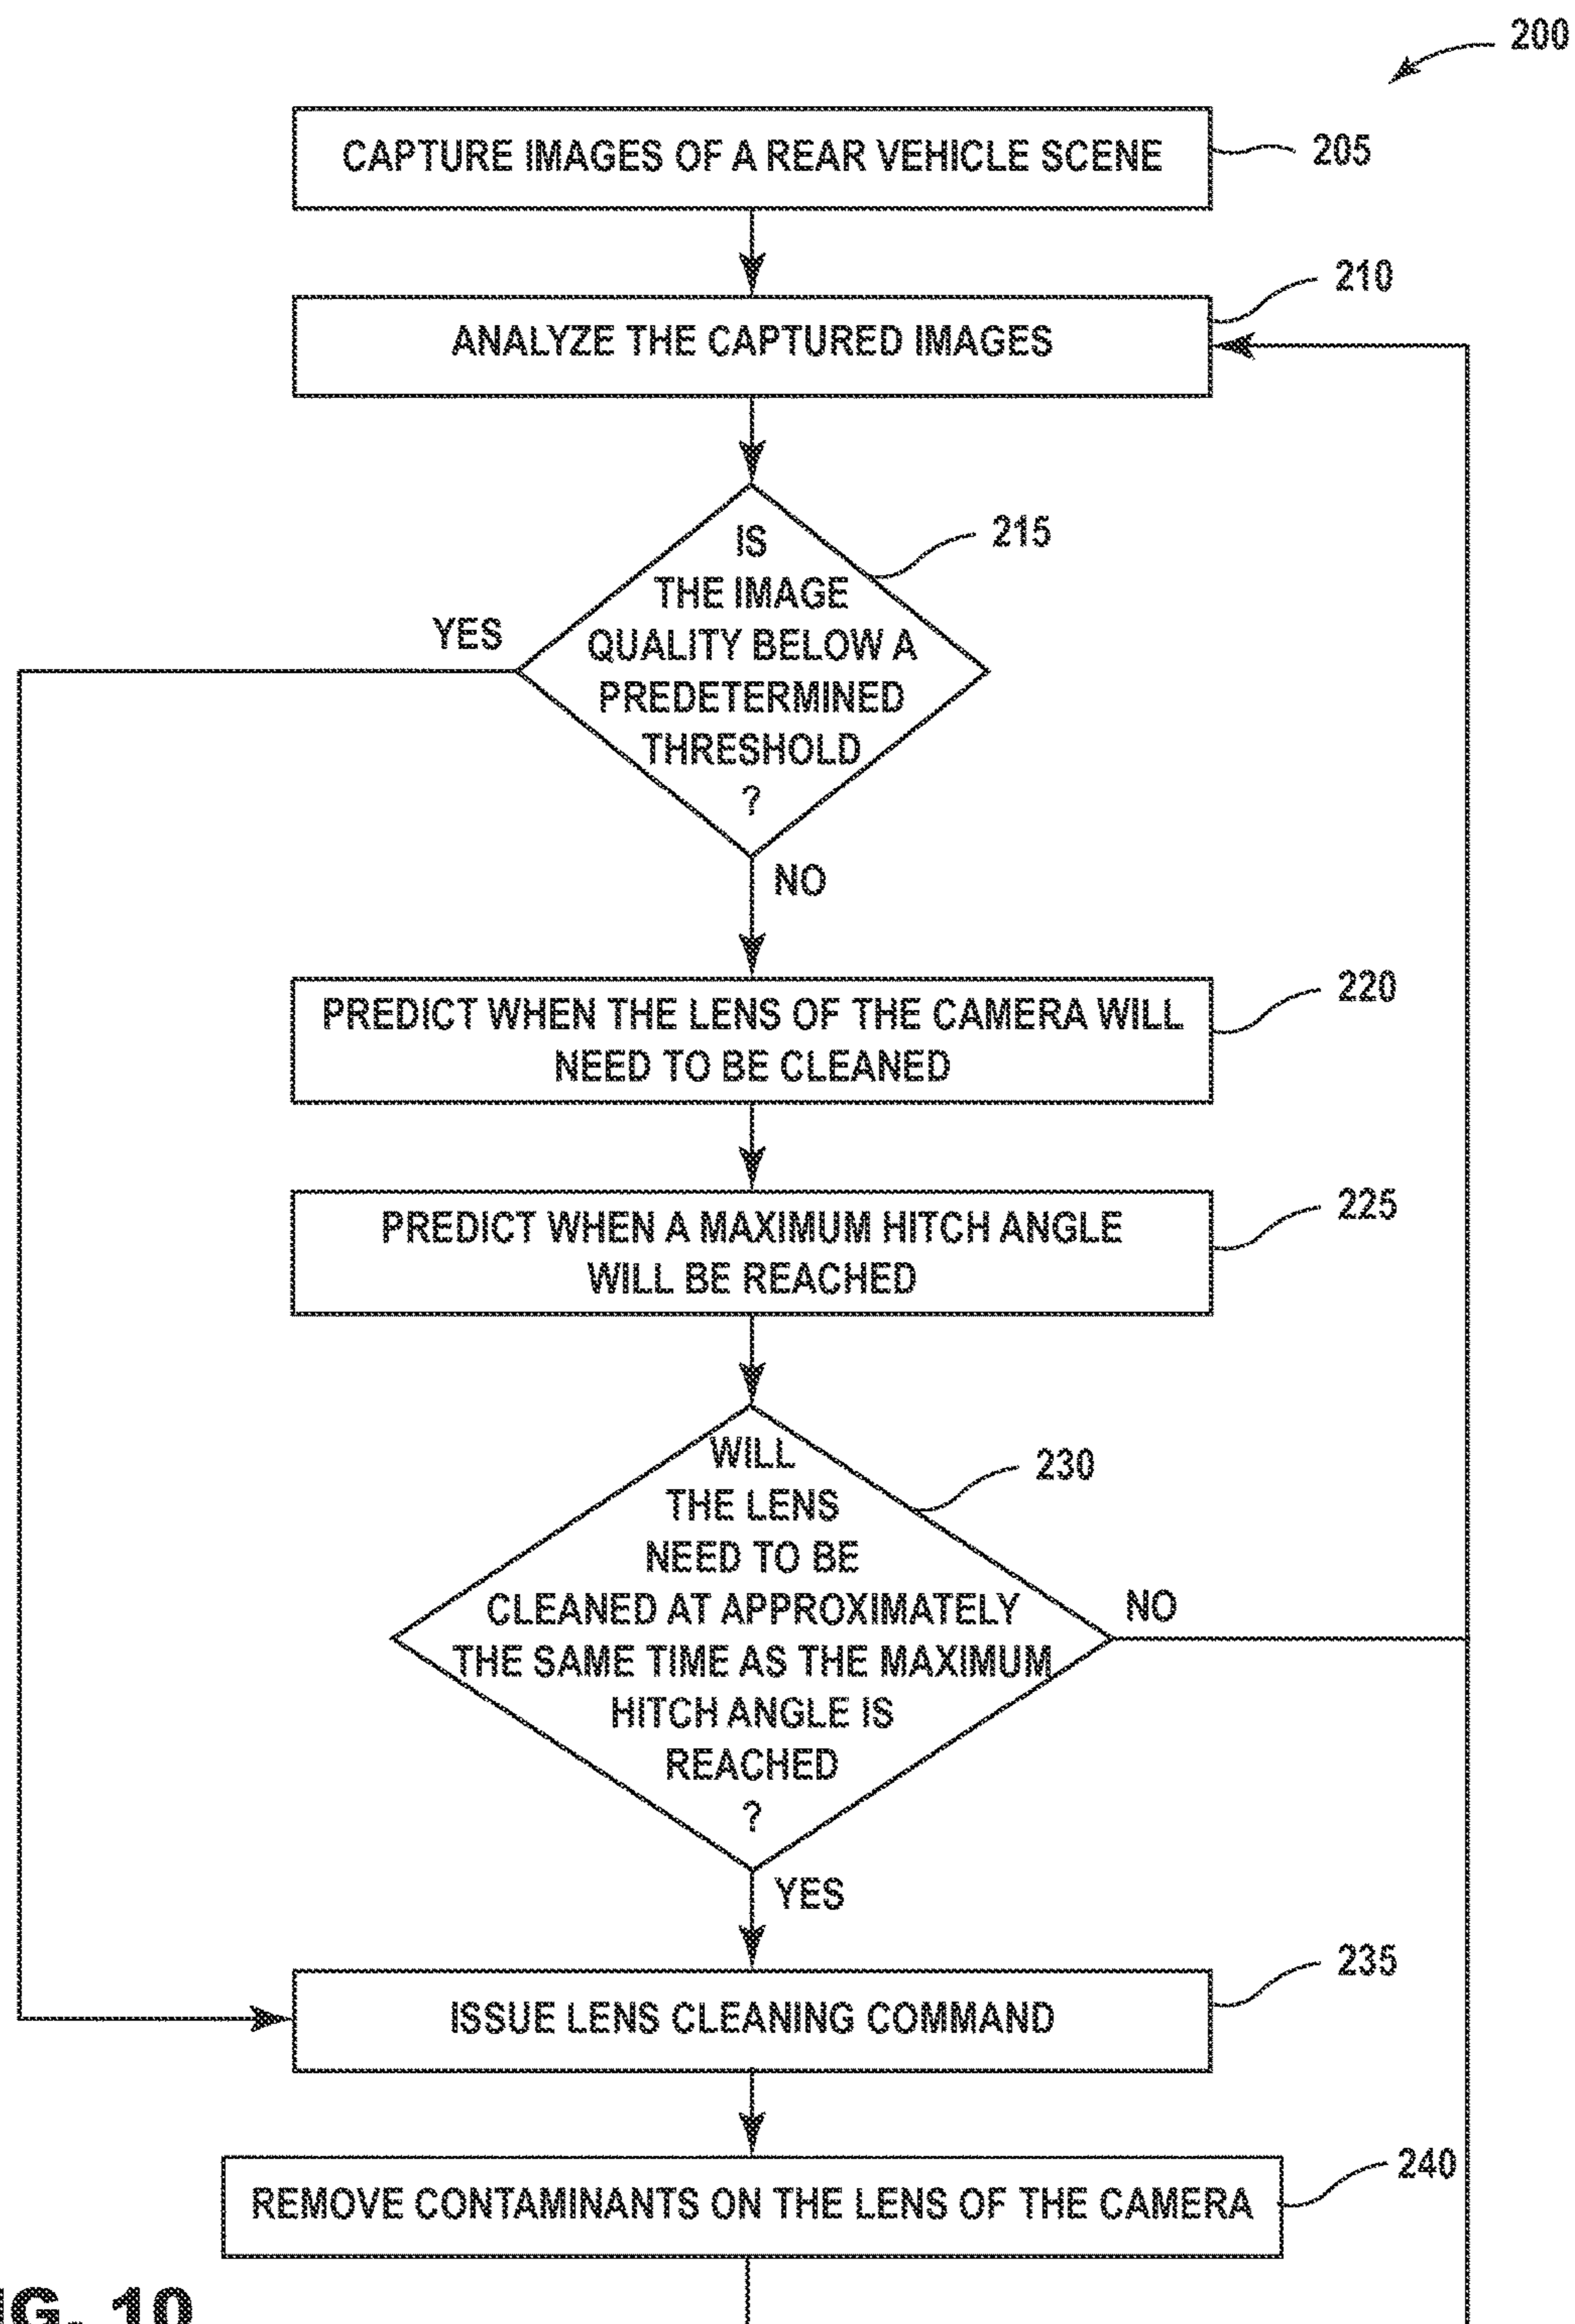 200
CAPTURE IMAGES OF A REAR VEHICLE SCENE
205
210
ANALYZE THE CAPTURED IMAGES
IS
THE IMAGE
QUALITY BELOW A
PREDETERMINED
THRESHOLD
?
215
YES
NO
PREDICT WHEN THE LENS OF THE CAMERA WILL
NEED TO BE CLEANED
220
PREDICT WHEN A MAXIMUM HITCH ANGLE
WILL BE REACHED
225
WILL
THE LENS
NEED TO BE
CLEANED AT APPROXIMATELY
THE SAME TIME AS THE MAXIMUM
HITCH ANGLE IS
REACHED
?
230
NO
YES
235
ISSUE LENS CLEANING COMMAND
240
REMOVE CONTAMINANTS ON THE LENS OF THE CAMERA
IG. 10